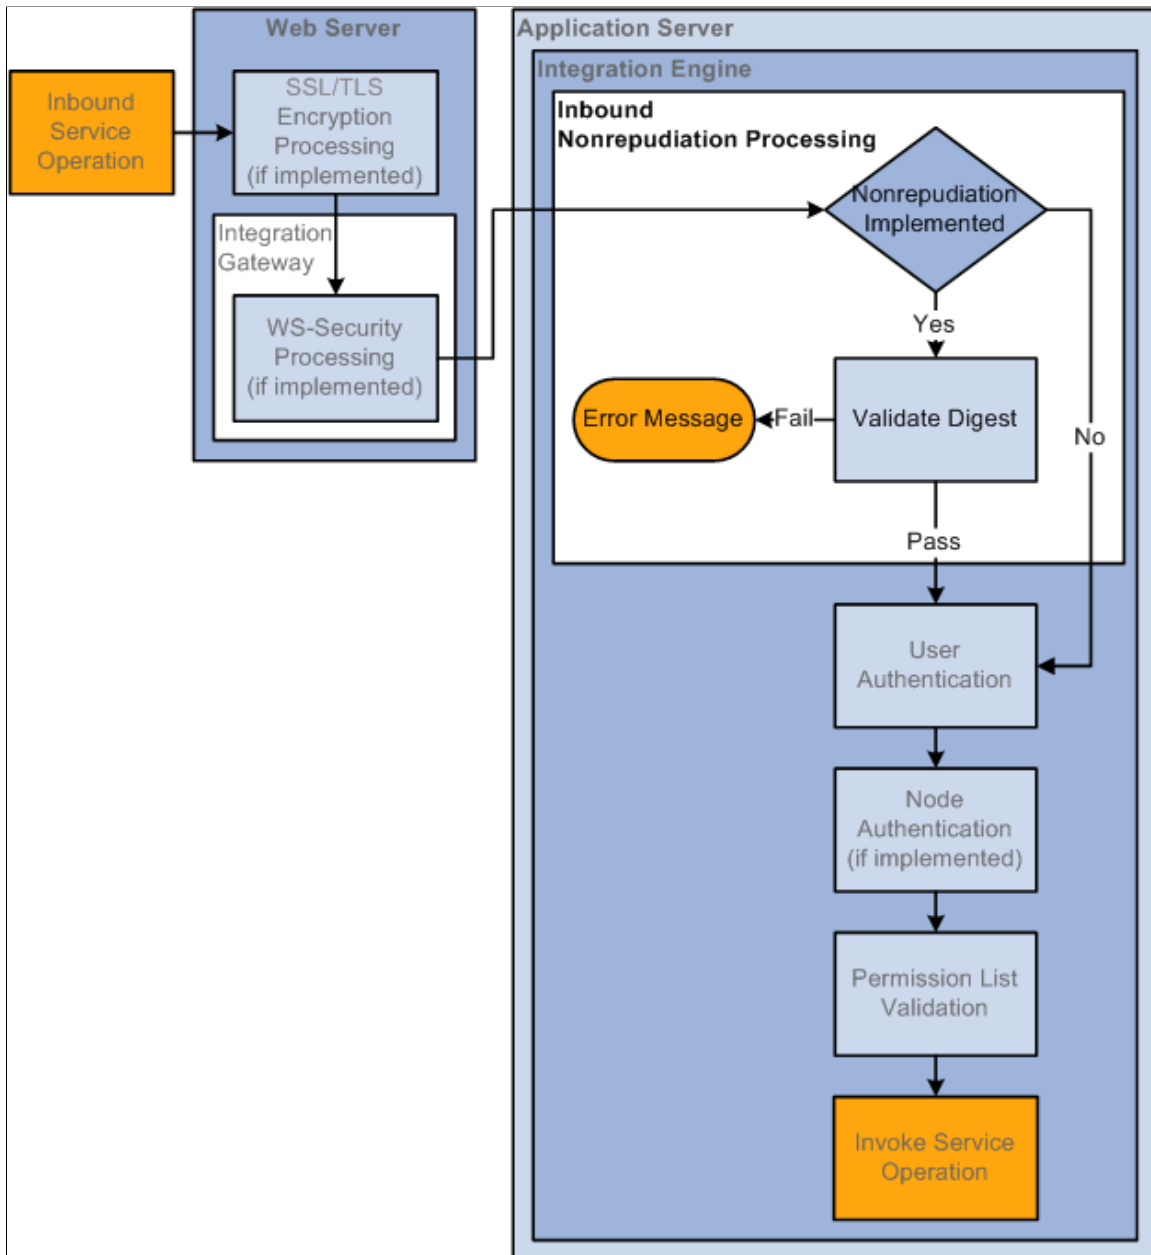 Web Server
Application Server
Integration Engine
Inbound
Service
Operation
SSL/TLS
Encryption
Processing
(if implemented)
Integration
Gateway
WS-Security
Processing
(if implemented)
Inbound
Nonrepudiation Processing
Nonrepudiation
Implemented
Yes
No
Validate Digest
Fail
Error Message
Pass
User
Authentication
Node
Authentication
(if implemented)
Permission List
Validation
Invoke Service
Operation